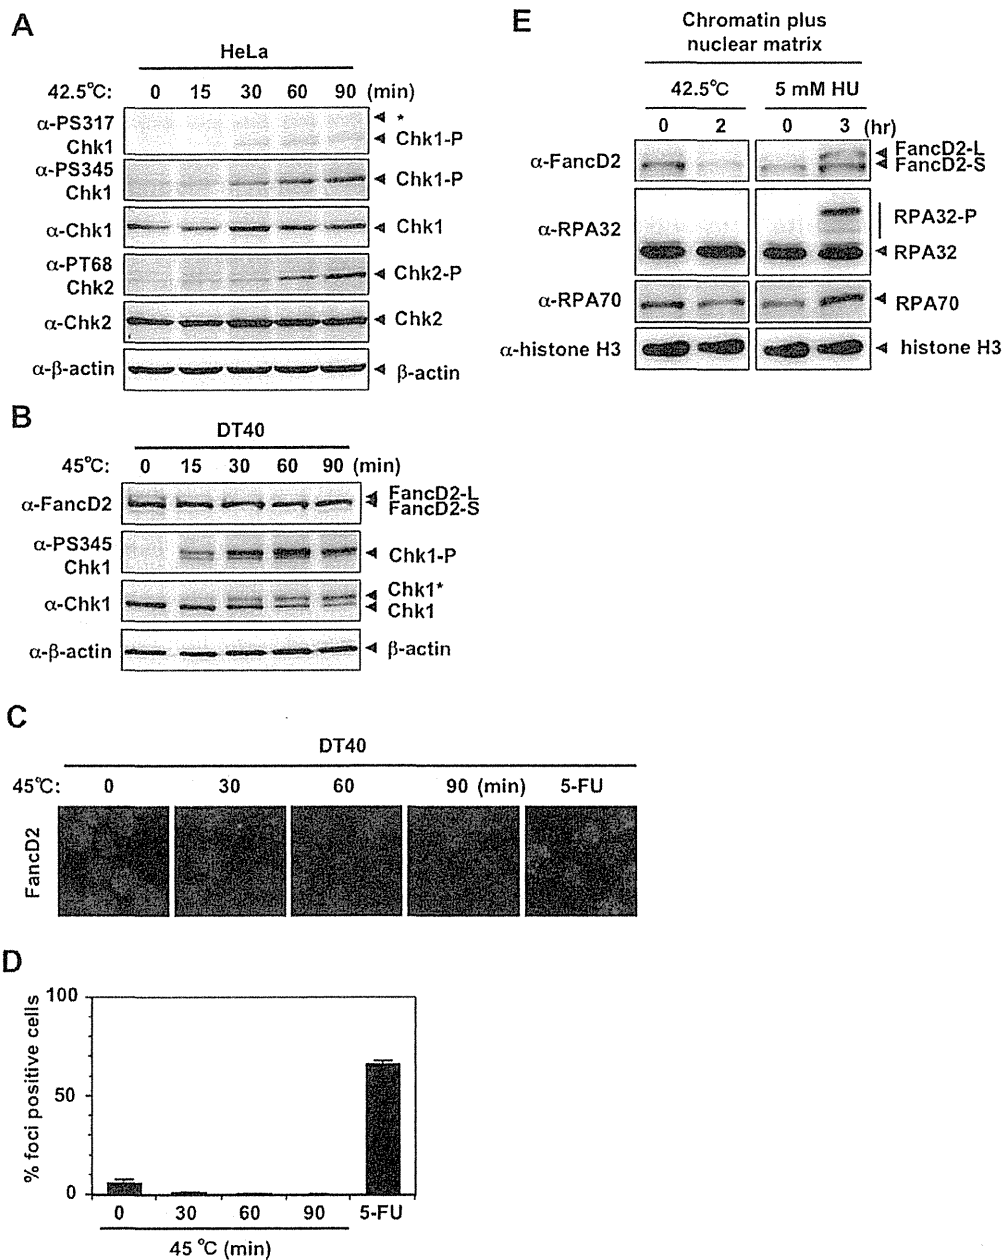 A
HeLa
42.5°C: 0 15 30 60 90 (min)
α-PS317 Chk1
*
Chk1-P
α-PS345 Chk1
Chk1-P
α-Chk1
Chk1
α-PT68 Chk2
Chk2-P
α-Chk2
Chk2
α-β-actin
β-actin
B
DT40
45°C: 0 15 30 60 90 (min)
α-FancD2
FancD2-L
FancD2-S
α-PS345 Chk1
Chk1-P
α-Chk1
Chk1*
Chk1
α-β-actin
β-actin
C
DT40
45°C: 0 30 60 90 (min) 5-FU
FancD2
D
% foci positive cells
100
50
0
0 30 60 90 5-FU
45 °C (min)
E
Chromatin plus
nuclear matrix
42.5°C 5 mM HU
0 2 0 3 (hr)
α-FancD2
FancD2-L
FancD2-S
α-RPA32
RPA32-P
RPA32
α-RPA70
RPA70
α-histone H3
histone H3